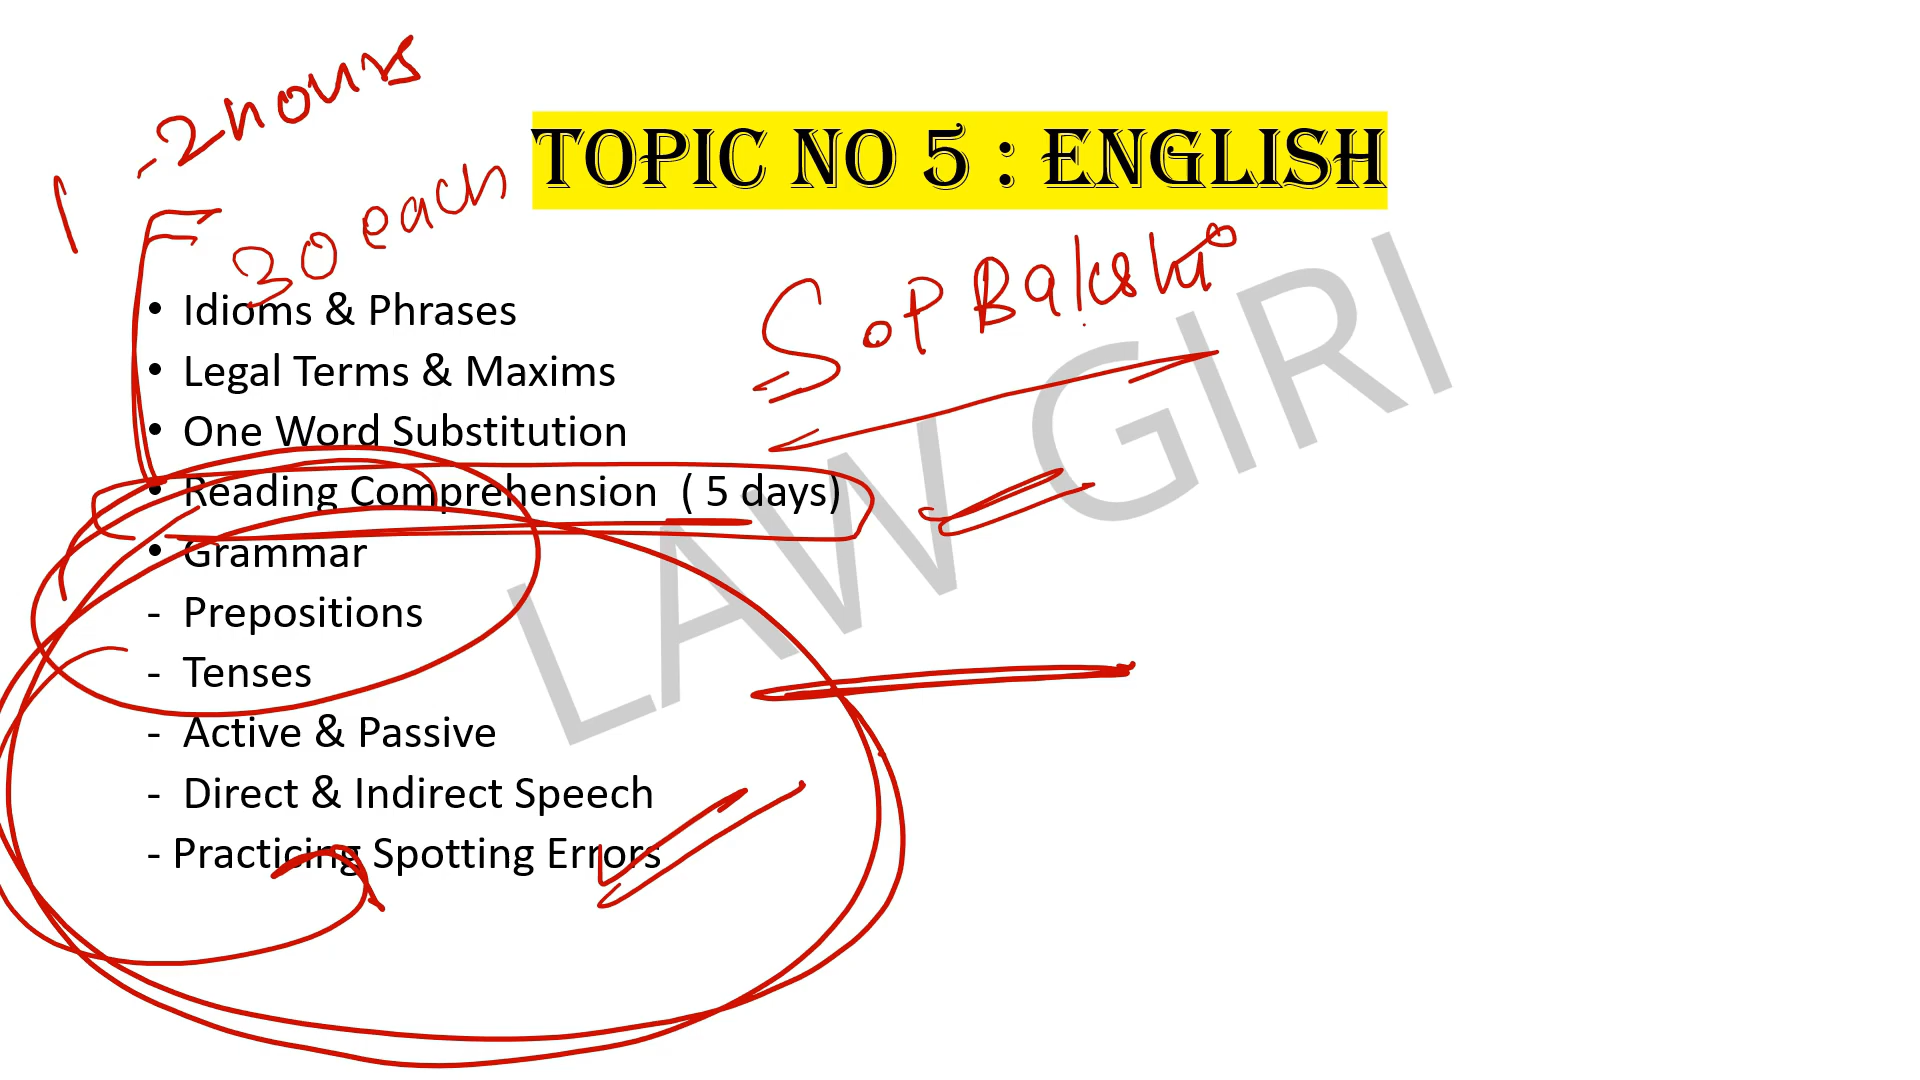 1 - 2 hours
TOPIC NO 5 : ENGLISH
30 each
SoP Bakshi
• Idioms & Phrases
• Legal Terms & Maxims
• One Word Substitution
• Reading Comprehension ( 5 days)
• Grammar
- Prepositions
- Tenses
- Active & Passive
- Direct & Indirect Speech
- Practicing Spotting Errors
LAW GIRI